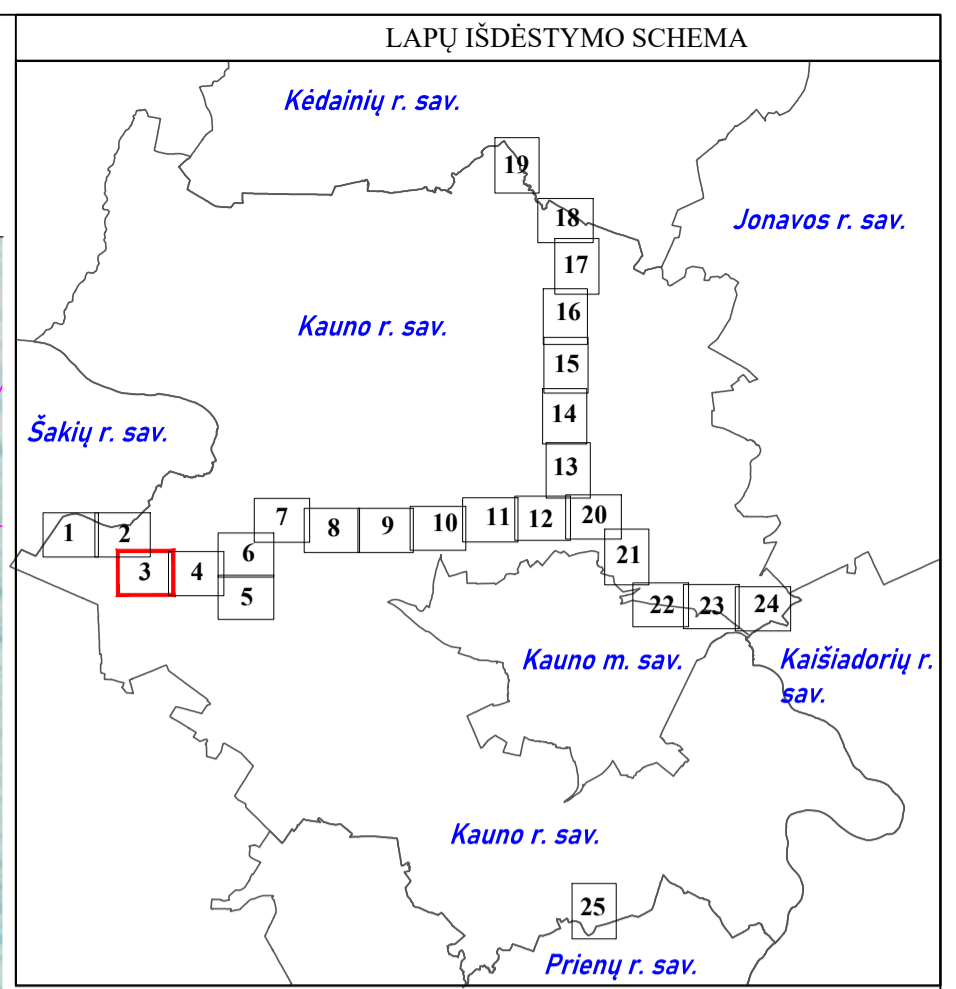 LAPŲ IŠDĖSTYMO SCHEMA
Kėdainių r. sav.
19
18
Jonavos r. sav.
17
16
Kauno r. sav.
15
14
Šakių r. sav.
13
7
11
12
20
1
2
8
9
10
6
21
3
4
5
22
23
24
Kauno m. sav.
Kaišiadorių r.
sav.
Kauno r. sav.
25
Prienų r. sav.